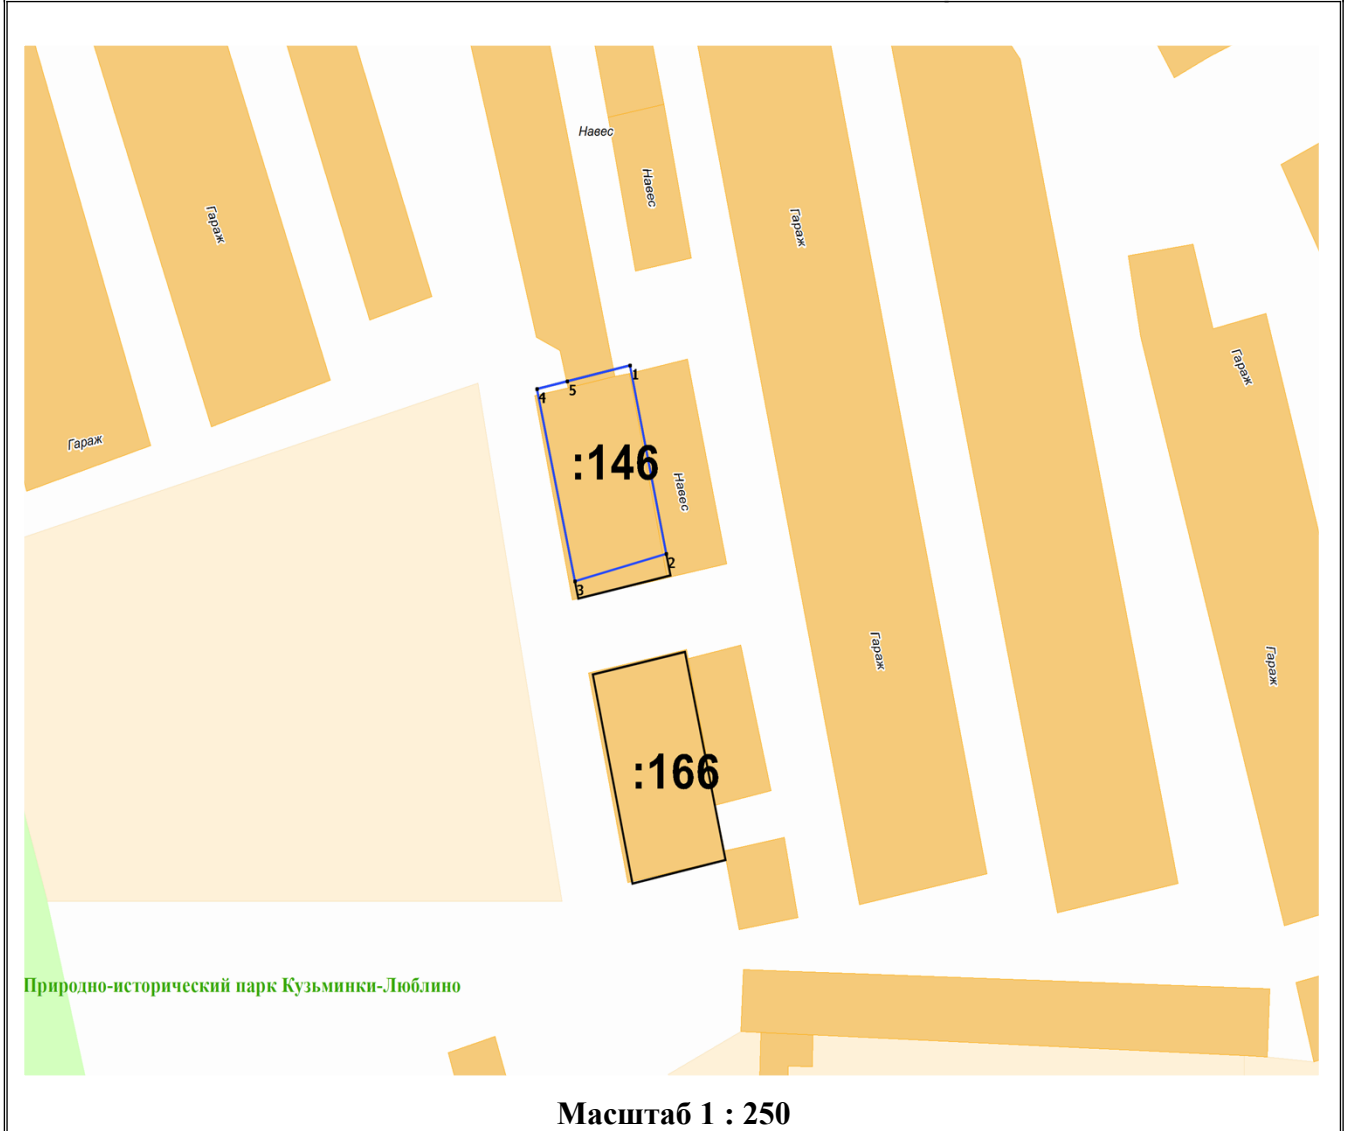 Навес
Навес
Гараж
Гараж
1
4
5
Гараж
Гараж
:146
Навес
2
3
Гараж
Гараж
:166
Природно-исторический парк Кузьминки-Люблино
Масштаб 1 : 250